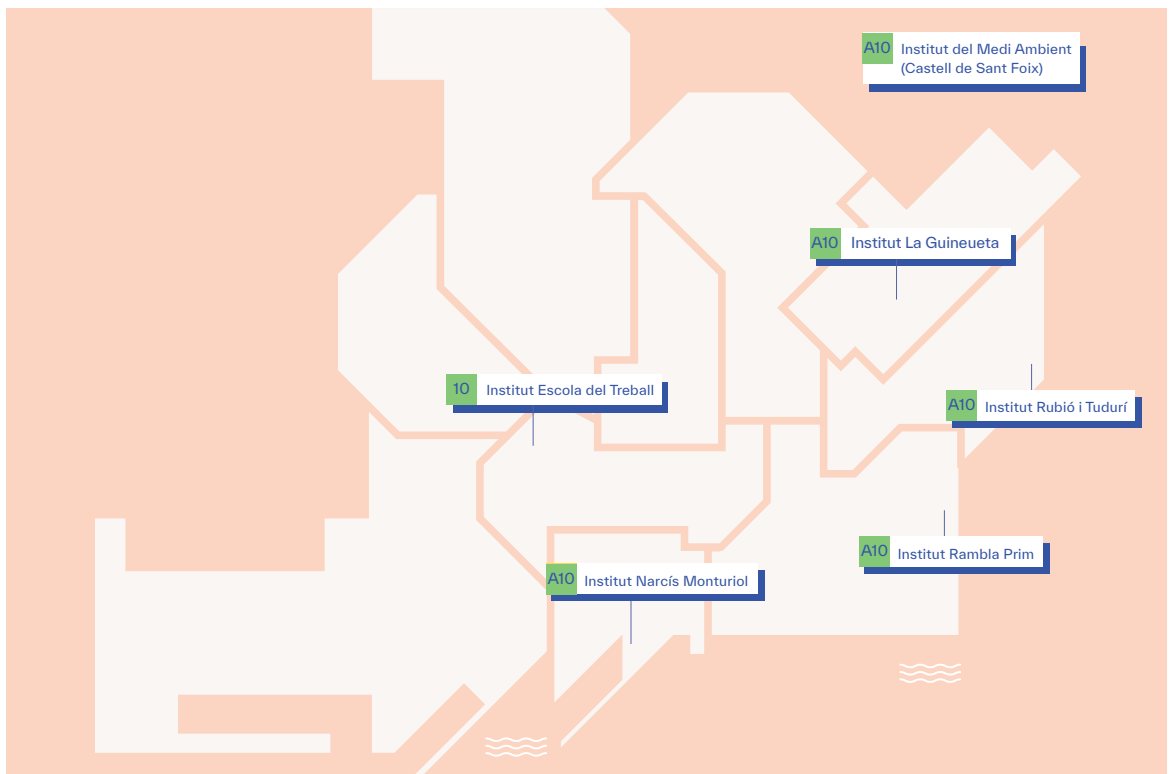 A10 Institut del Medi Ambient
(Castell de Sant Foix)
A10 Institut La Guineueta
10 Institut Escola del Treball
A10 Institut Rubió i Tudurí
A10 Institut Rambla Prim
A10 Institut Narcís Monturiol